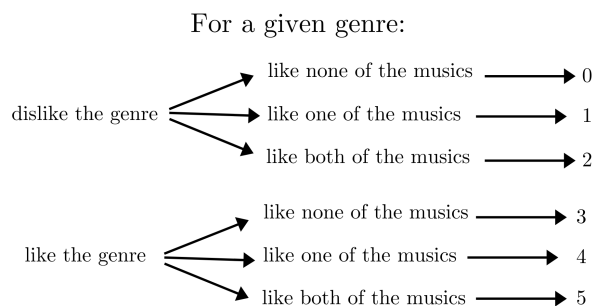 For a given genre:
like none of the musics 0
dislike the genre like one of the musics 1
like both of the musics 2
like none of the musics 3
like the genre like one of the musics 4
like both of the musics 5